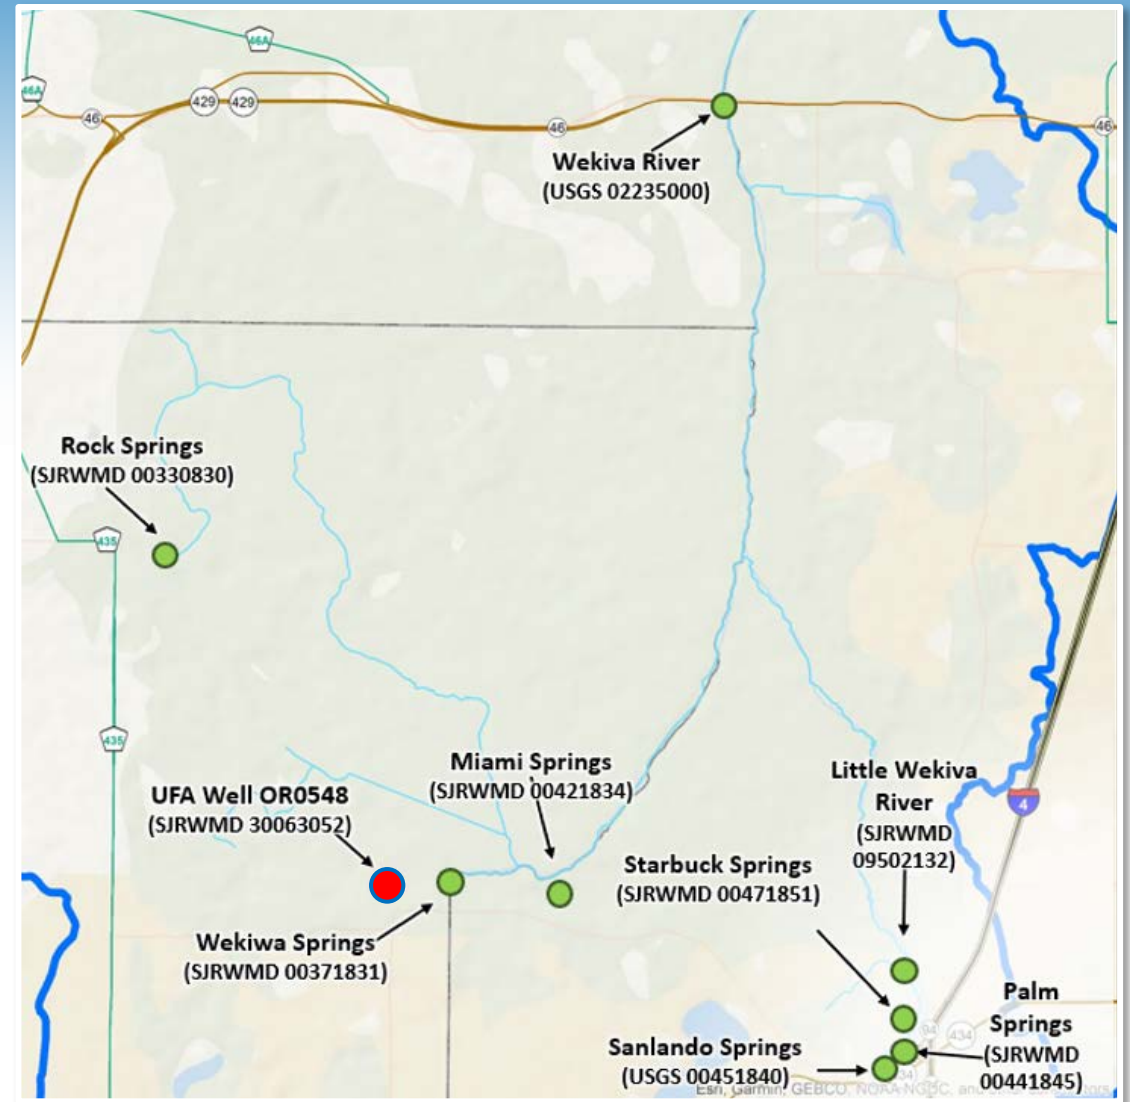 46A
46A
429
429
46
46
46
Wekiva River
(USGS 02235000)
Rock Springs
(SJRWMD 00330830)
435
435
Miami Springs
(SJRWMD 00421834)
UFA Well OR0548
(SJRWMD 30063052)
Little Wekiva
River
(SJRWMD
09502132)
4
Starbuck Springs
(SJRWMD 00471851)
Wekiwa Springs
(SJRWMD 00371831)
Palm
Springs
(SJRWMD
00441845)
434
Sanlando Springs
(USGS 00451840)
Esri, Garmin, GEBCO, NOAA NGDC, and